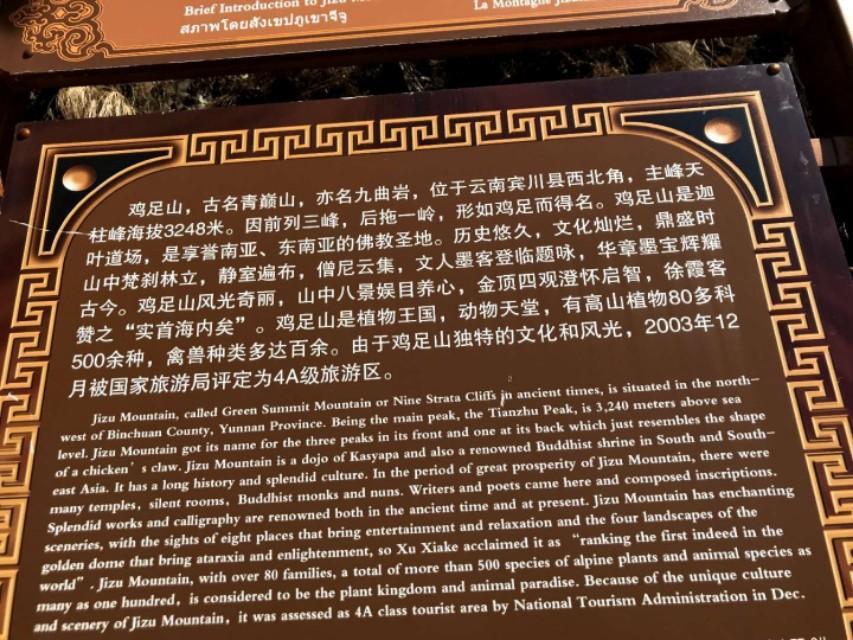 Brief Introduction to Jizu
La Montagne
สภาพโดยสังเขปภูเขาจีจู
鸡足山，古名青巅山，亦名九曲岩，位于云南宾川县西北角，主峰天
柱峰海拔3248米。因前列三峰，后拖一岭，形如鸡足而得名。鸡足山是迦
叶道场，是享誉南亚、东南亚的佛教圣地。历史悠久，文化灿烂，鼎盛时
山中梵刹林立，静室遍布，僧尼云集，文人墨客登临题咏，华章墨宝辉耀
古今。鸡足山风光奇丽，山中八景娱目养心，金顶四观澄怀启智，徐霞客
赞之“实首海内矣”。鸡足山是植物王国，动物天堂，有高山植物80多科
500余种，禽兽种类多达百余。由于鸡足山独特的文化和风光，2003年12
月被国家旅游局评定为4A级旅游区。
Jizu Mountain, called Green Summit Mountain or Nine Strata Cliffs in ancient times, is situated in the north-
west of Binchuan County, Yunnan Province. Being the main peak, the Tianzhu Peak, is 3,240 meters above sea
level. Jizu Mountain got its name for the three peaks in its front and one at its back which just resembles the shape
of a chicken's claw. Jizu Mountain is a dojo of Kasyapa and also a renowned Buddhist shrine in South and South-
east Asia. It has a long history and splendid culture. In the period of great prosperity of Jizu Mountain, there were
many temples, silent rooms, Buddhist monks and nuns. Writers and poets came here and composed inscriptions.
Splendid works and calligraphy are renowned both in the ancient time and at present. Jizu Mountain has enchanting
sceneries, with the sights of eight places that bring entertainment and relaxation and the four landscapes of the
golden dome that bring ataraxia and enlightenment, so Xu Xiake acclaimed it as “ranking the first indeed in the
world”. Jizu Mountain, with over 80 families, a total of more than 500 species of alpine plants and animal species as
many as one hundred, is considered to be the plant kingdom and animal paradise. Because of the unique culture
and scenery of Jizu Mountain, it was assessed as 4A class tourist area by National Tourism Administration in Dec.